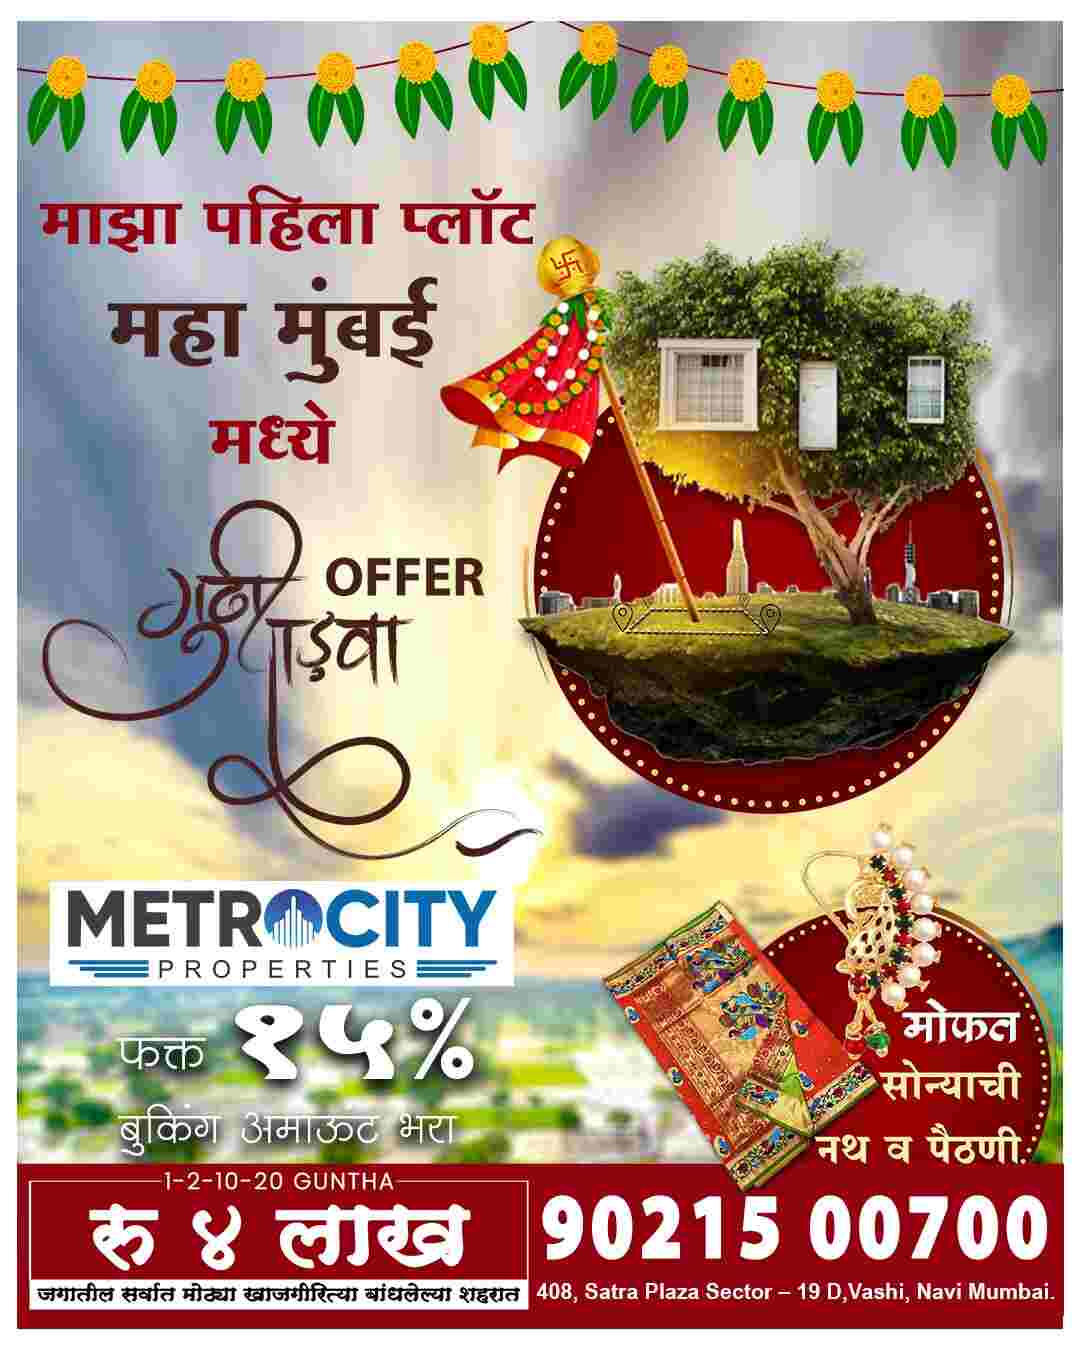 माझा पहिला प्लॉट
महा मुंबई
मध्ये
गुढी पाडवा OFFER
METROCITY
PROPERTIES
फक्त १५%
बुकिंग अमाऊंट भरा
मोफत
सोन्याची
नथ व पैठणी.
1-2-10-20 GUNTHA
रु ४ लाख
जगातील सर्वात मोठ्या खाजगीरित्या बांधलेल्या शहरात
90215 00700
408, Satra Plaza Sector – 19 D,Vashi, Navi Mumbai.